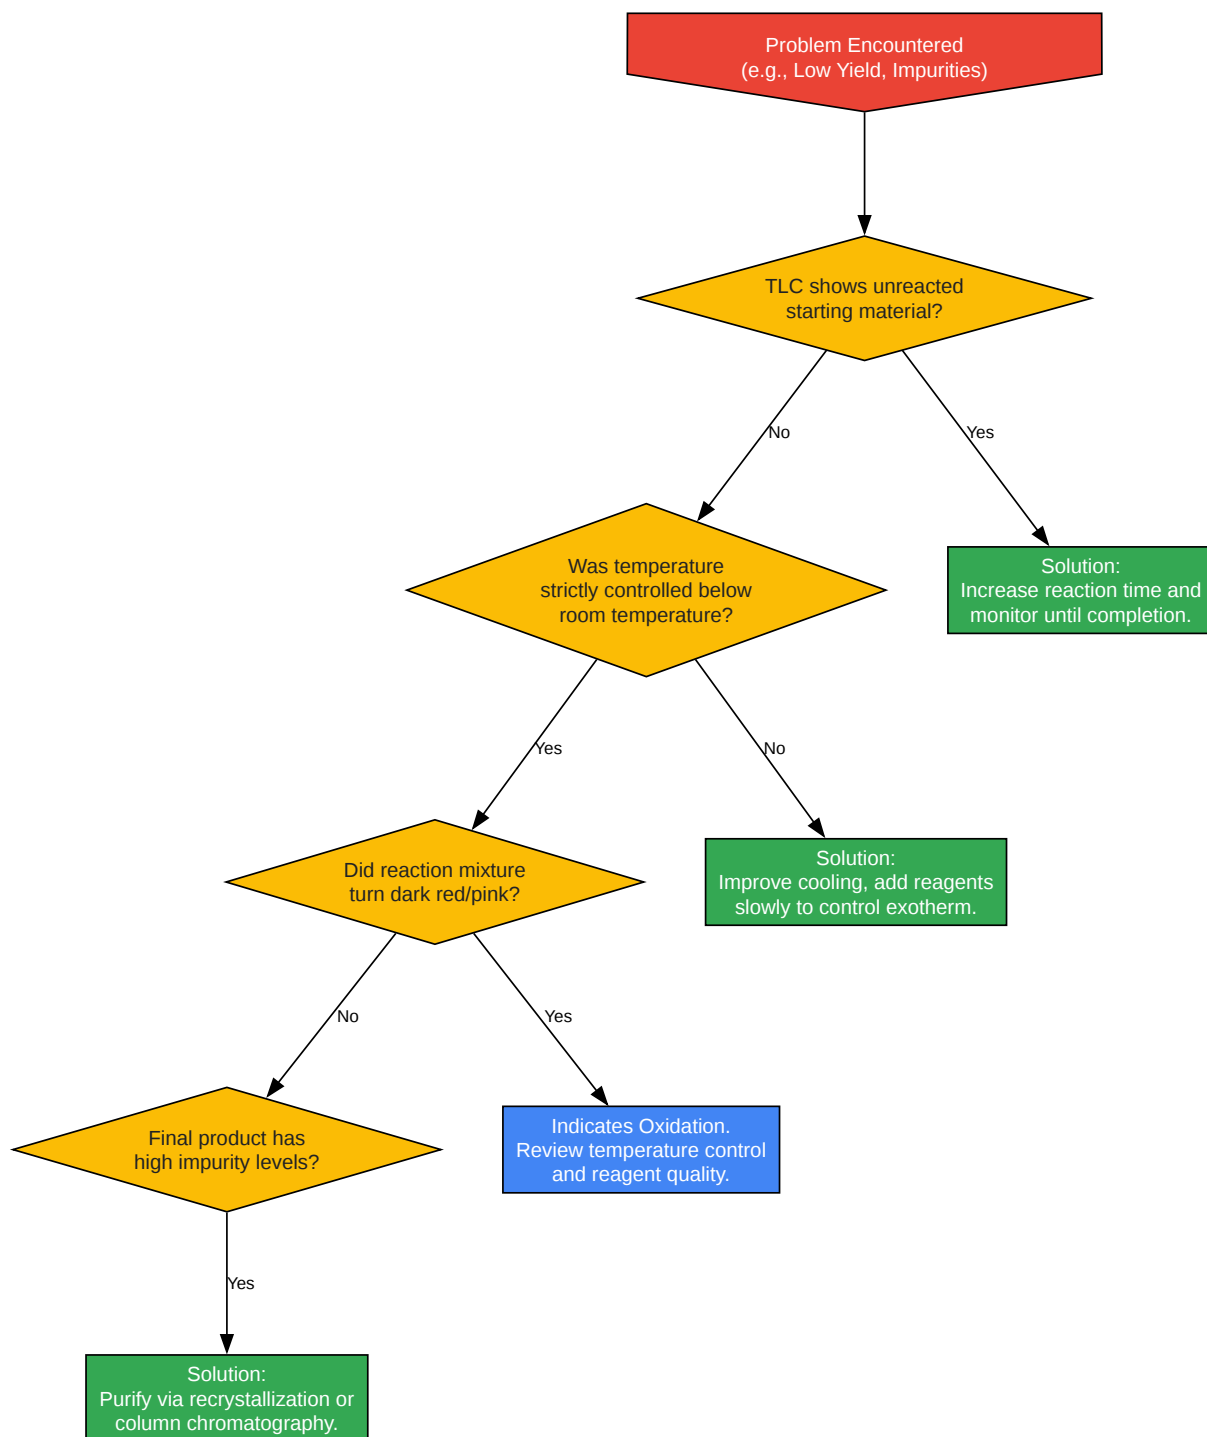 Problem Encountered
(e.g., Low Yield, Impurities)
TLC shows unreacted
starting material?
No
Yes
Was temperature
strictly controlled below
room temperature?
Solution:
Increase reaction time and
monitor until completion.
Yes
No
Did reaction mixture
turn dark red/pink?
Solution:
Improve cooling, add reagents
slowly to control exotherm.
No
Yes
Final product has
high impurity levels?
Indicates Oxidation.
Review temperature control
and reagent quality.
Yes
Solution:
Purify via recrystallization or
column chromatography.